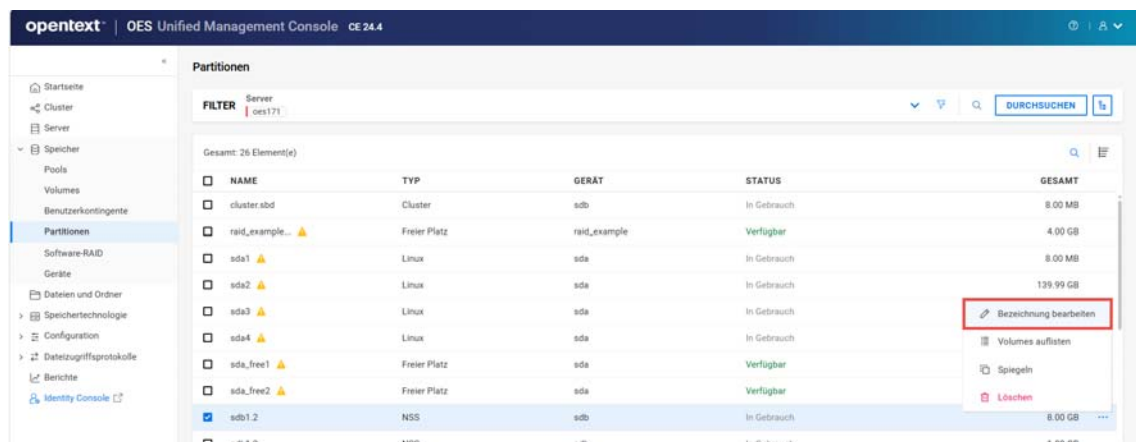 opentext™ | OES Unified Management Console CE 24.4
Startseite
Cluster
Server
Speicher
Pools
Volumes
Benutzerkontingente
Partitionen
Software-RAID
Geräte
Dateien und Ordner
Speichertechnologie
Configuration
Dateizugriffsprotokolle
Berichte
Identity Console
Partitionen
FILTER Server oes171 DURCHSUCHEN
Gesamt: 26 Element(e)
NAME TYP GERÄT STATUS GESAMT
cluster.sbd Cluster sdb In Gebrauch 8.00 MB
raid_example... Freier Platz raid_example Verfügbar 4.00 GB
sda1 Linux sda In Gebrauch 8.00 MB
sda2 Linux sda In Gebrauch 139.99 GB
sda3 Linux sda In Gebrauch
sda4 Linux sda In Gebrauch
sda_free1 Freier Platz sda Verfügbar
sda_free2 Freier Platz sda Verfügbar
sdb1.2 NSS sdb In Gebrauch 8.00 GB ...
Bezeichnung bearbeiten
Volumes auflisten
Spiegeln
Löschen